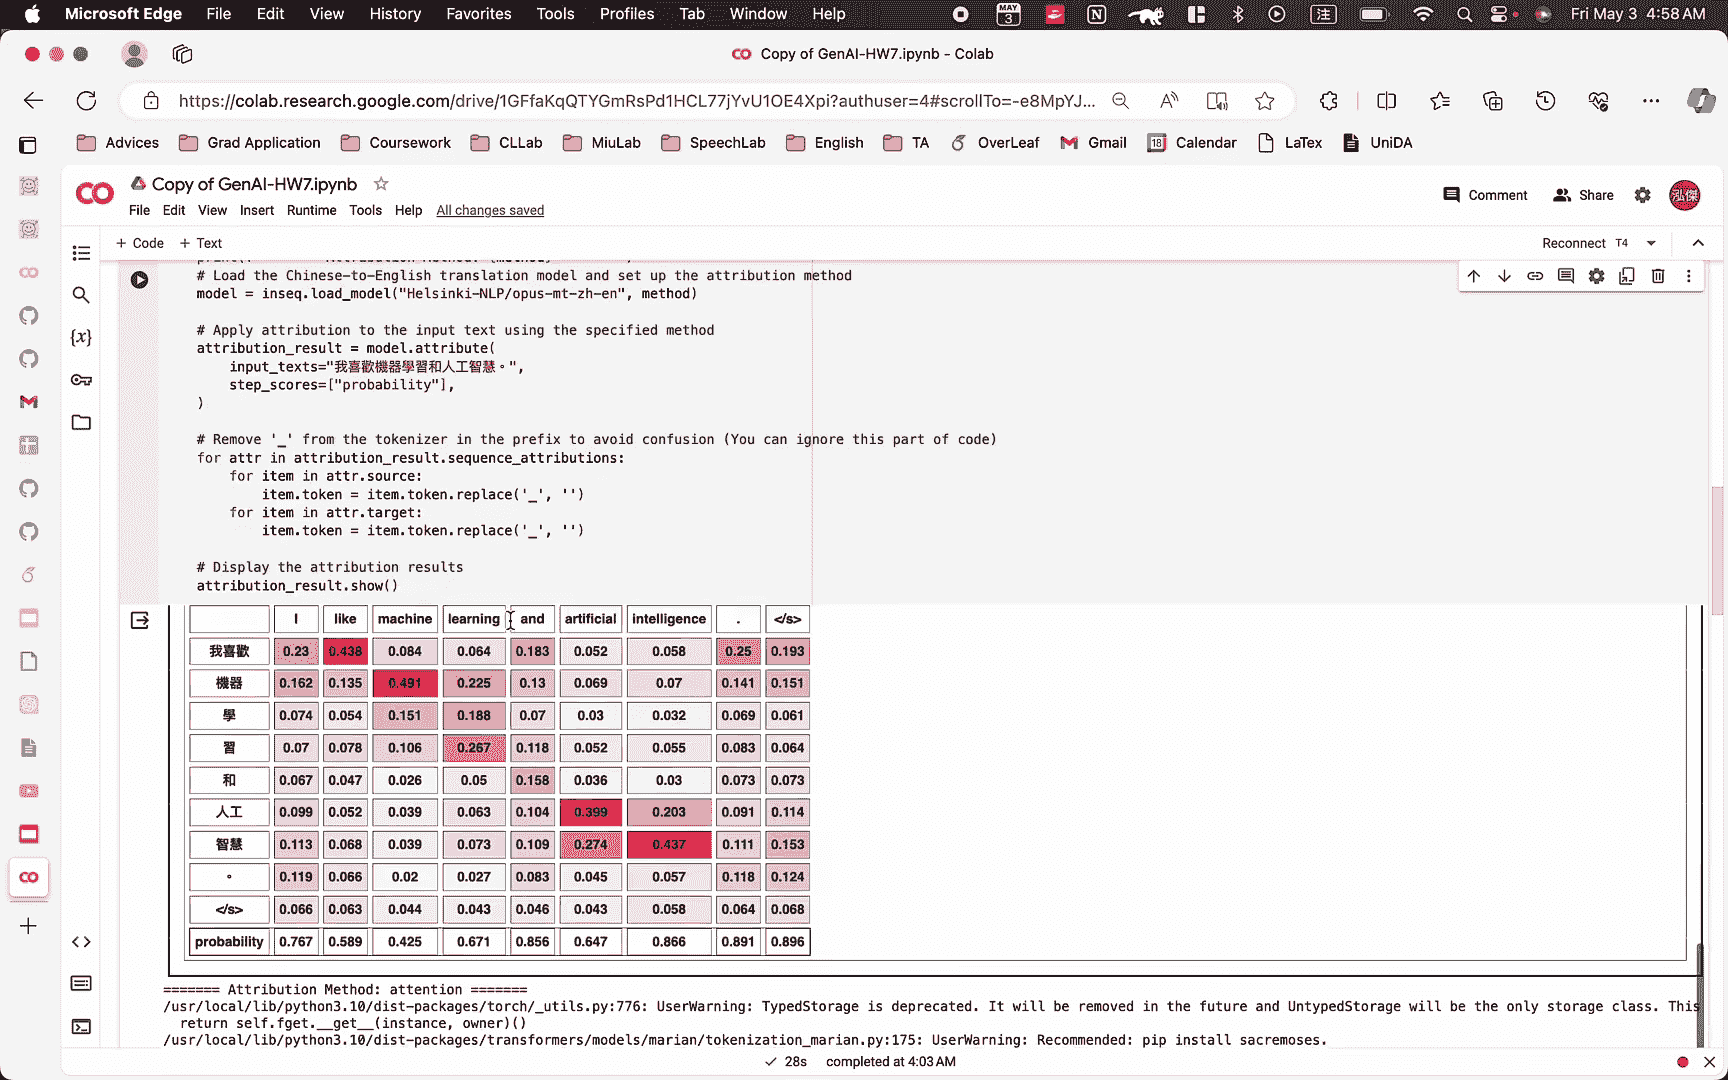 Microsoft Edge File Edit View History Favorites Tools Profiles Tab Window Help MAY 3 注 Fri May 3 4:58 AM
Copy of GenAI-HW7.ipynb - Colab
https://colab.research.google.com/drive/1GFfaKqQTYGmRsPd1HCL77jYvU1OE4Xpi?authuser=4#scrollTo=-e8MpYJ...
Advices Grad Application Coursework CLLab MiuLab SpeechLab English TA OverLeaf Gmail 18 Calendar LaTex UniDA
Copy of GenAI-HW7.ipynb
File Edit View Insert Runtime Tools Help All changes saved
Comment Share 泓傑
+ Code + Text
Reconnect T4
# Load the Chinese-to-English translation model and set up the attribution method
model = inseq.load_model("Helsinki-NLP/opus-mt-zh-en", method)
# Apply attribution to the input text using the specified method
attribution_result = model.attribute(
input_texts="我喜歡機器學習和人工智慧。",
step_scores=["probability"],
)
# Remove '_' from the tokenizer in the prefix to avoid confusion (You can ignore this part of code)
for attr in attribution_result.sequence_attributions:
for item in attr.source:
item.token = item.token.replace('_', '')
for item in attr.target:
item.token = item.token.replace('_', '')
# Display the attribution results
attribution_result.show()
I like machine learning and artificial intelligence . </s>
我喜歡 0.23 0.438 0.084 0.064 0.183 0.052 0.058 0.25 0.193
機器 0.162 0.135 0.491 0.225 0.13 0.069 0.07 0.141 0.151
學 0.074 0.054 0.151 0.188 0.07 0.03 0.032 0.069 0.061
習 0.07 0.078 0.106 0.267 0.118 0.052 0.055 0.083 0.064
和 0.067 0.047 0.026 0.05 0.158 0.036 0.03 0.073 0.073
人工 0.099 0.052 0.039 0.063 0.104 0.399 0.203 0.091 0.114
智慧 0.113 0.068 0.039 0.073 0.109 0.274 0.437 0.111 0.153
。 0.119 0.066 0.02 0.027 0.083 0.045 0.057 0.118 0.124
</s> 0.066 0.063 0.044 0.043 0.046 0.043 0.058 0.064 0.068
probability 0.767 0.589 0.425 0.671 0.856 0.647 0.866 0.891 0.896
======= Attribution Method: attention =======
/usr/local/lib/python3.10/dist-packages/torch/_utils.py:776: UserWarning: TypedStorage is deprecated. It will be removed in the future and UntypedStorage will be the only storage class. This
return self.fget.__get__(instance, owner)()
/usr/local/lib/python3.10/dist-packages/transformers/models/marian/tokenization_marian.py:175: UserWarning: Recommended: pip install sacremoses.
28s completed at 4:03 AM